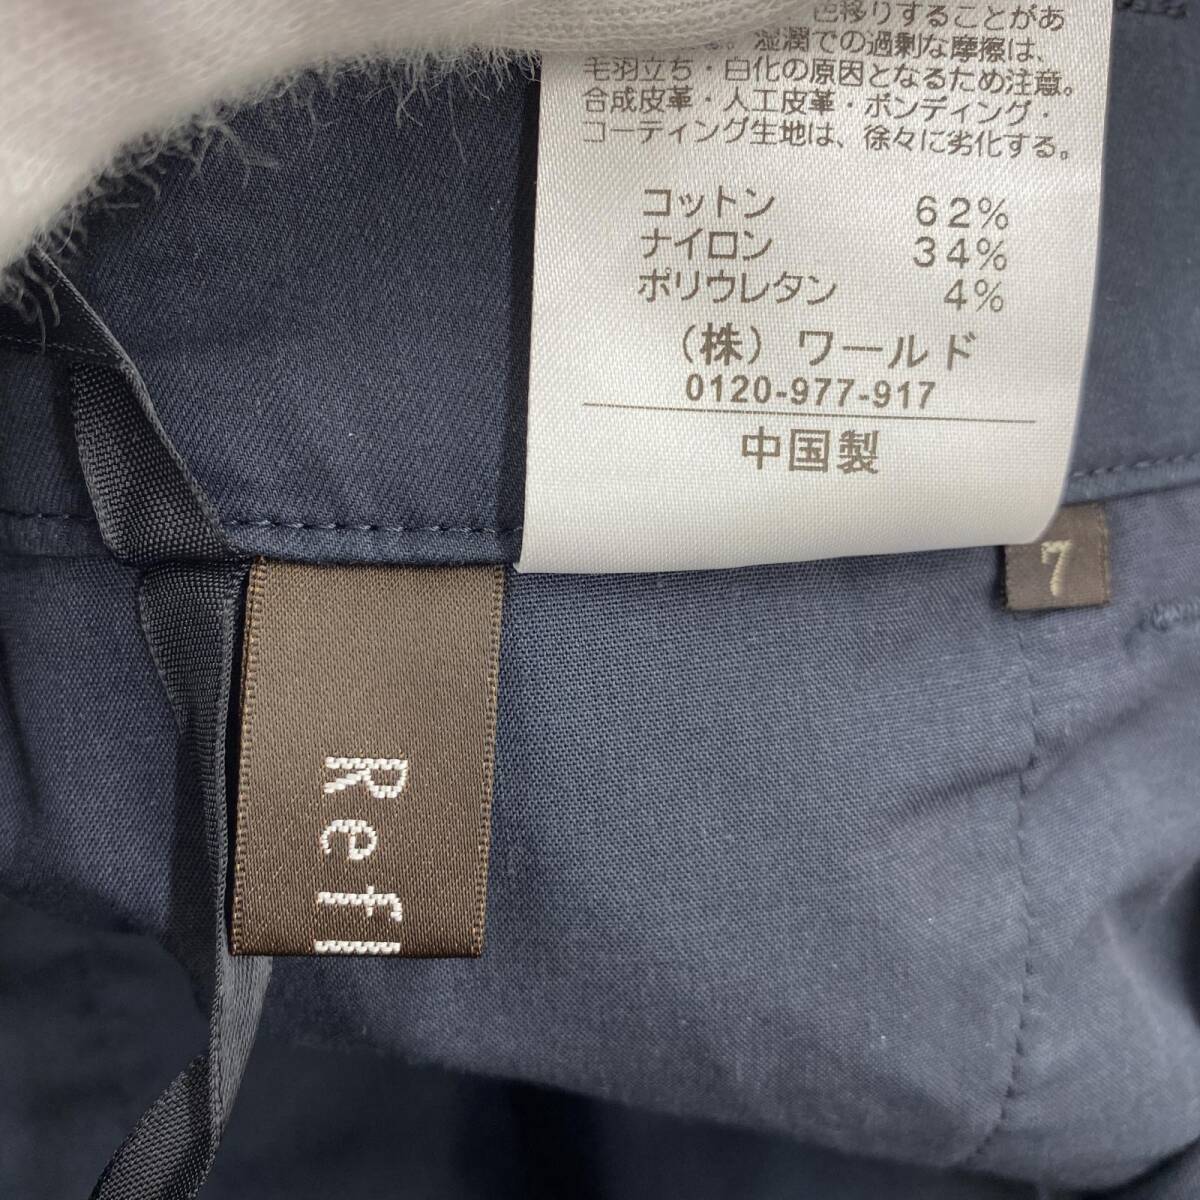 色移りすることがあ
湿潤での過剰な摩擦は、
毛羽立ち・白化の原因となるため注意。
合成皮革・人工皮革・ボンディング・
コーティング生地は、徐々に劣化する。
コットン 62%
ナイロン 34%
ポリウレタン 4%
(株) ワールド
0120-977-917
中国製
7
Refl